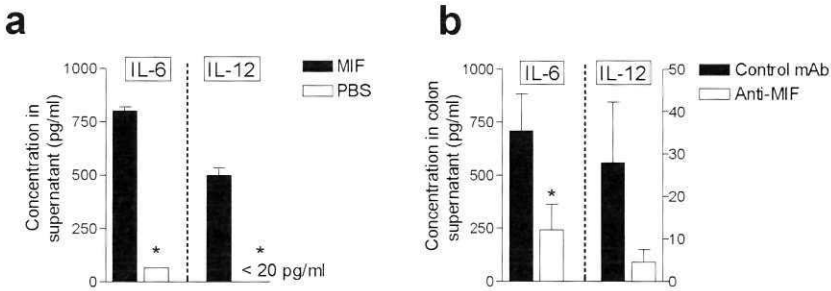 a
IL-6
IL-12
MIF
PBS
Concentration in
supernatant (pg/ml)
1000
750
500
250
0
*
*
< 20 pg/ml
b
IL-6
IL-12
Control mAb
Anti-MIF
Concentration in colon
supernatant (pg/ml)
1000
750
500
250
0
*
50
40
30
20
10
0